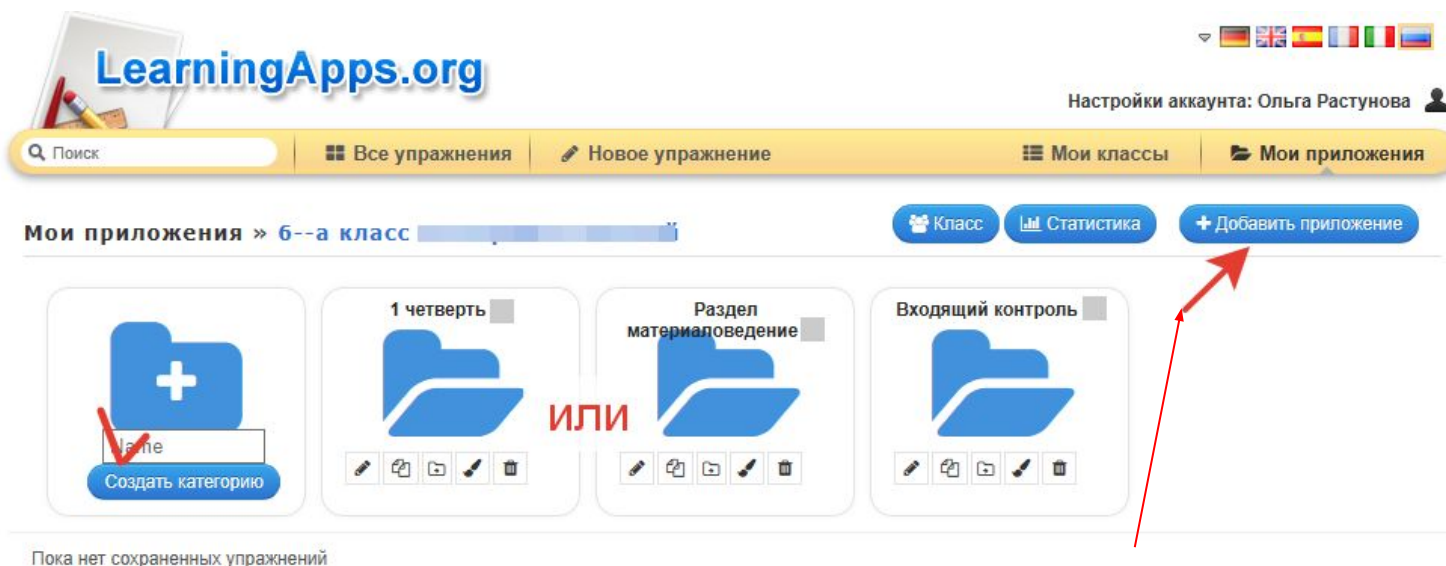 LearningApps.org
Настройки аккаунта: Ольга Растунова
Поиск
Все упражнения
Новое упражнение
Мои классы
Мои приложения
Мои приложения » 6--а класс
Класс
Статистика
Добавить приложение
1 четверть
Раздел
материаловедение
Входящий контроль
или
Name
Создать категорию
Пока нет сохраненных упражнений